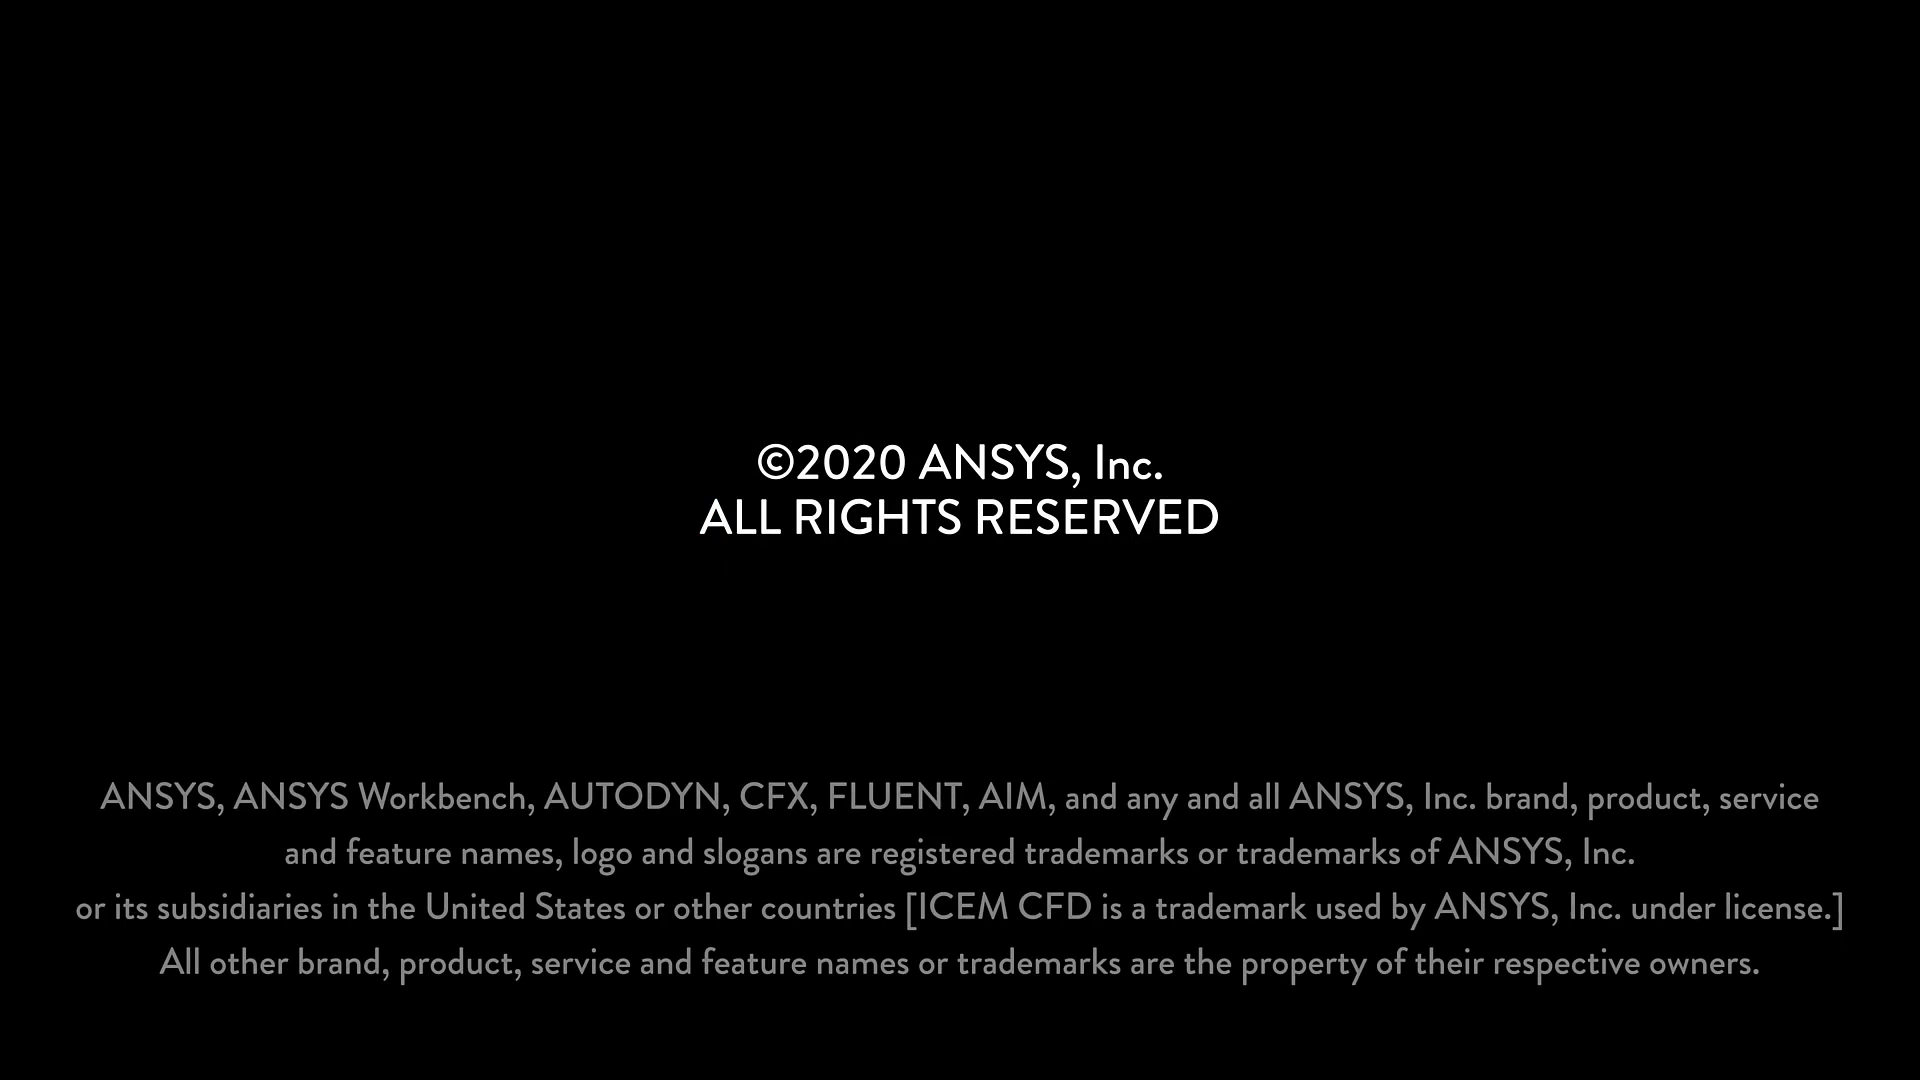 ©2020 ANSYS, Inc.
ALL RIGHTS RESERVED
ANSYS, ANSYS Workbench, AUTODYN, CFX, FLUENT, AIM, and any and all ANSYS, Inc. brand, product, service
and feature names, logo and slogans are registered trademarks or trademarks of ANSYS, Inc.
or its subsidiaries in the United States or other countries [ICEM CFD is a trademark used by ANSYS, Inc. under license.]
All other brand, product, service and feature names or trademarks are the property of their respective owners.